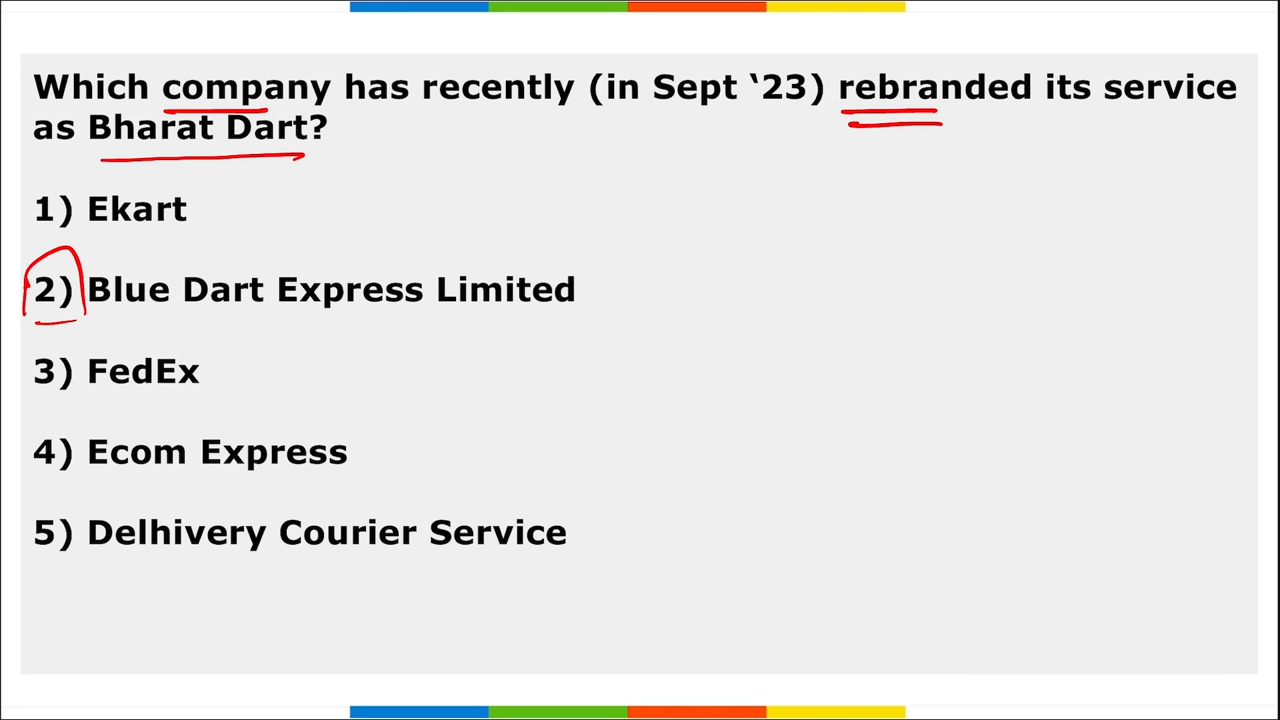 Which company has recently (in Sept ‘23) rebranded its service
as Bharat Dart?
1) Ekart
2) Blue Dart Express Limited
3) FedEx
4) Ecom Express
5) Delhivery Courier Service